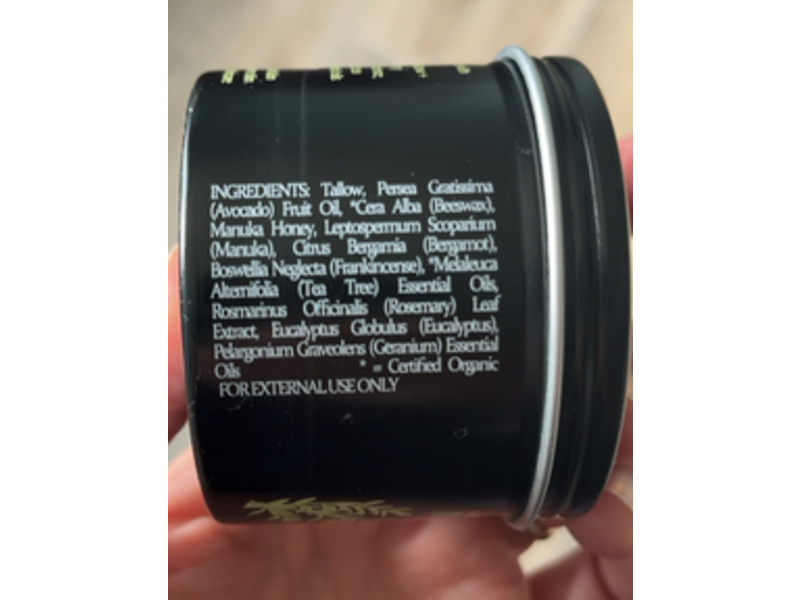 INGREDIENTS: Tallow, Persea Gratissima
(Avocado) Fruit Oil, *Cera Alba (Beeswax),
Manuka Honey, Leptospermum Scoparium
(Manuka), Citrus Bergamia (Bergamot),
Boswellia Neglecta (Frankincense), *Melaleuca
Alternifolia (Tea Tree) Essential Oils,
Rosmarinus Officinalis (Rosemary) Leaf
Extract, Eucalyptus Globulus (Eucalyptus),
Pelargonium Graveolens (Geranium) Essential
Oils * = Certified Organic
FOR EXTERNAL USE ONLY